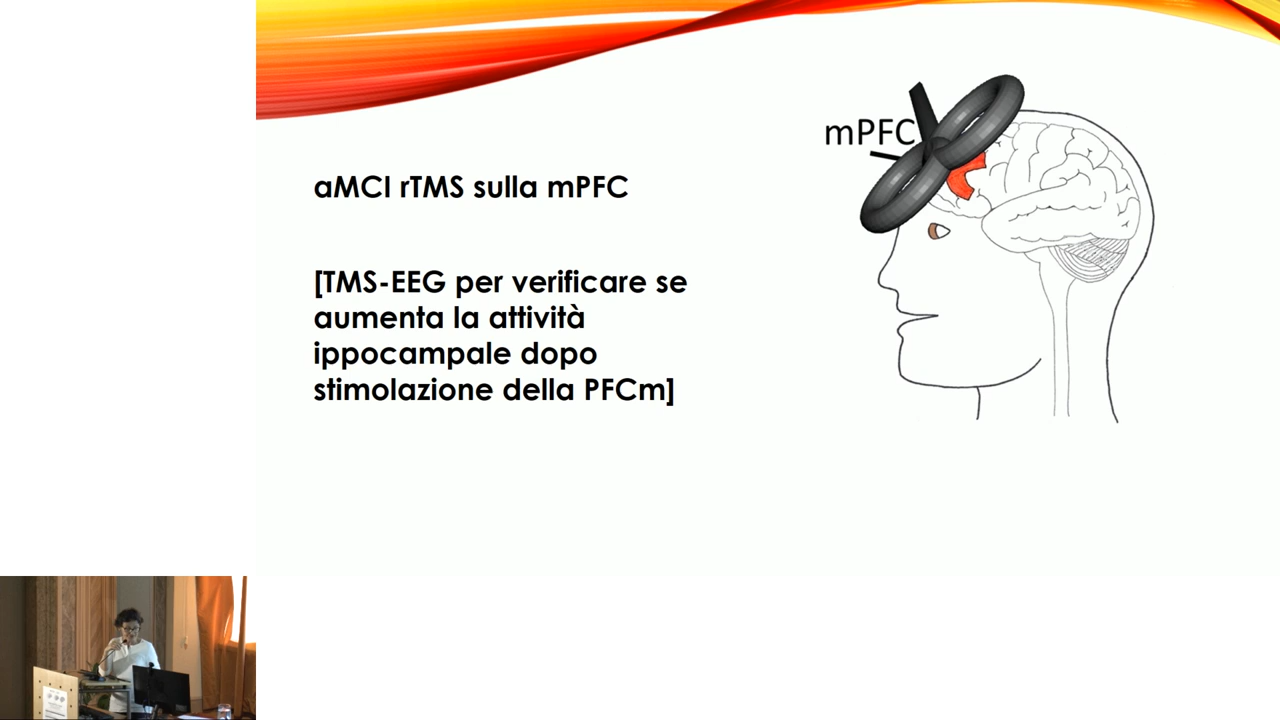 aMCI rTMS sulla mPFC
[TMS-EEG per verificare se
aumenta la attività
ippocampale dopo
stimolazione della PFCm]
mPFC